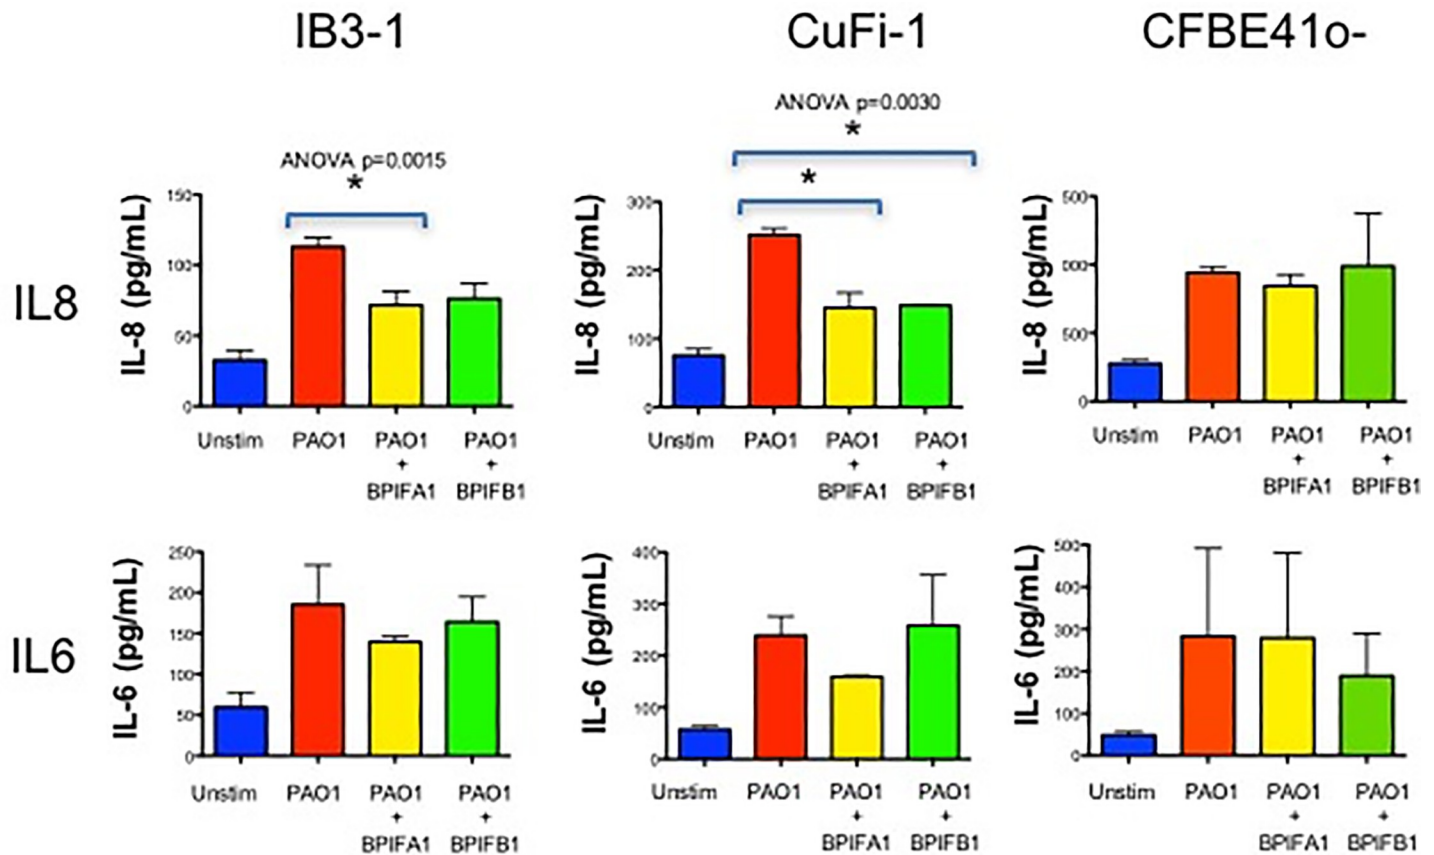 IB3-1 CuFi-1 CFBE41o-
ANOVA p=0.0030
*
ANOVA p=0.0015
*
*
IL8
IL-8 (pg/mL)
150
100
50
0
Unstim PAO1 PAO1 PAO1
+ +
BPIFA1 BPIFB1
IL-8 (pg/mL)
300
200
100
0
Unstim PAO1 PAO1 PAO1
+ +
BPIFA1 BPIFB1
IL-8 (pg/mL)
500
000
500
0
Unstim PAO1 PAO1 PAO1
+ +
BPIFA1 BPIFB1
IL6
IL-6 (pg/mL)
250
200
150
100
50
0
Unstim PAO1 PAO1 PAO1
+ +
BPIFA1 BPIFB1
IL-6 (pg/mL)
400
300
200
100
0
Unstim PAO1 PAO1 PAO1
+ +
BPIFA1 BPIFB1
IL-6 (pg/mL)
500
400
300
200
100
0
Unstim PAO1 PAO1 PAO1
+ +
BPIFA1 BPIFB1